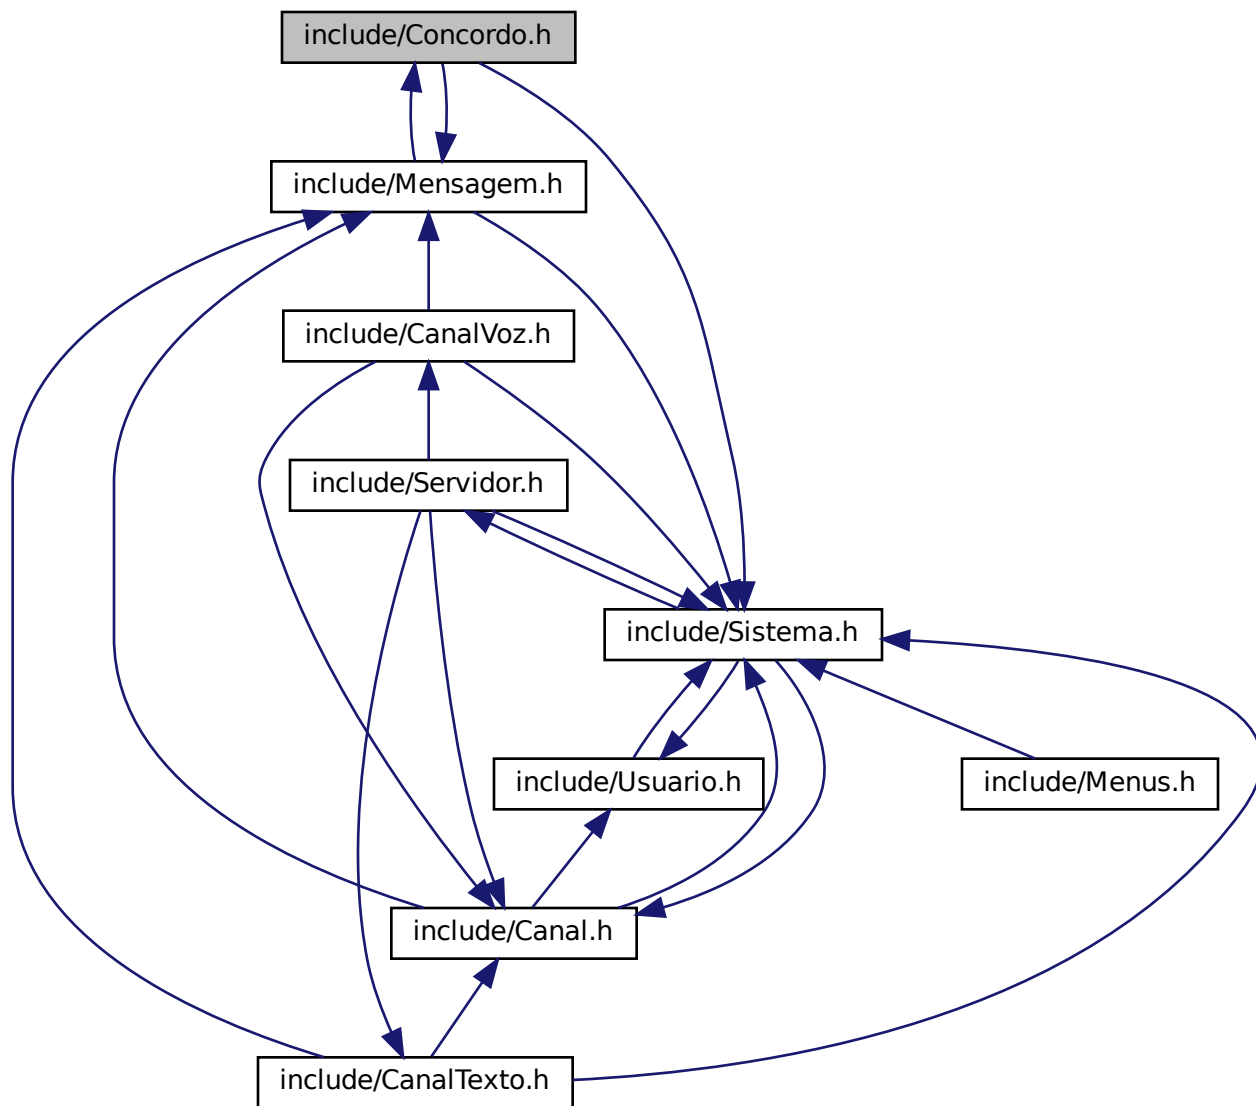 include/Concordo.h
include/Mensagem.h
include/CanalVoz.h
include/Servidor.h
include/Sistema.h
include/Usuario.h
include/Menus.h
include/Canal.h
include/CanalTexto.h